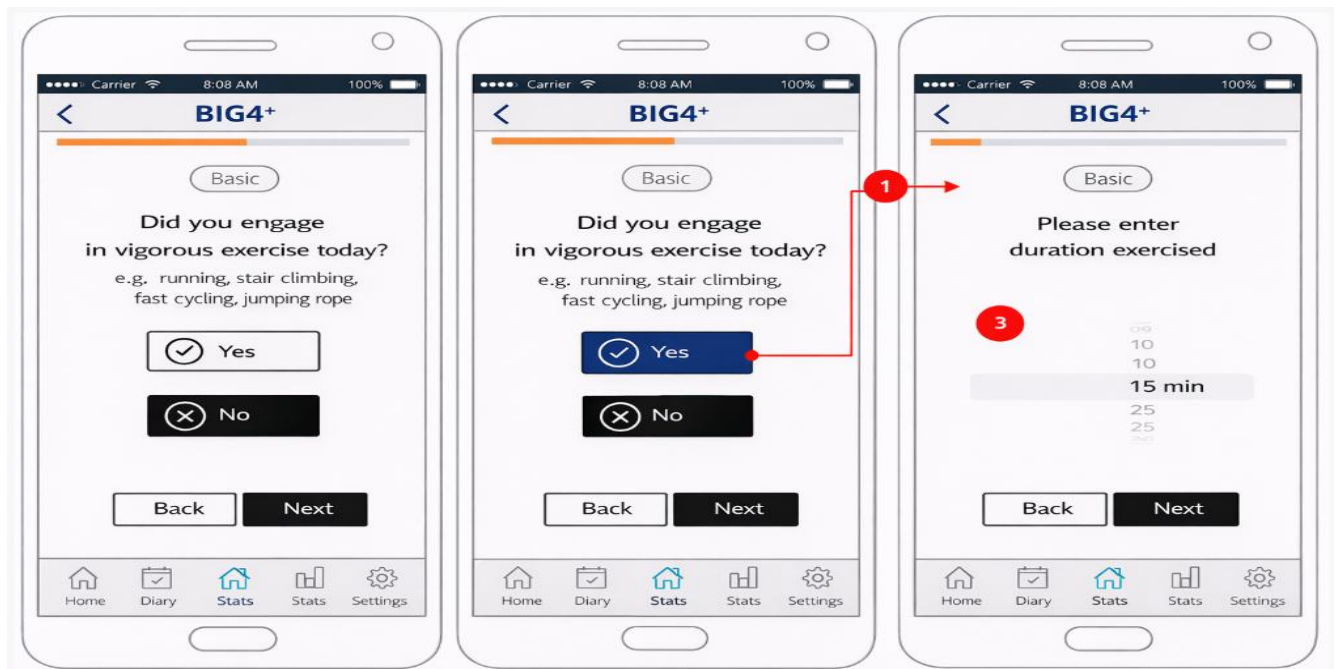 Carrier 8:08 AM 100%
BIG4+
Basic
Did you engage
in vigorous exercise today?
e.g. running, stair climbing,
fast cycling, jumping rope
Yes
No
Back Next
Home Diary Stats Stats Settings
Carrier 8:08 AM 100%
BIG4+
Basic
Did you engage
in vigorous exercise today?
e.g. running, stair climbing,
fast cycling, jumping rope
Yes
No
Back Next
Home Diary Stats Stats Settings
1
Carrier 8:08 AM 100%
BIG4+
Basic
Please enter
duration exercised
3
10
10
15 min
25
25
Back Next
Home Diary Stats Stats Settings